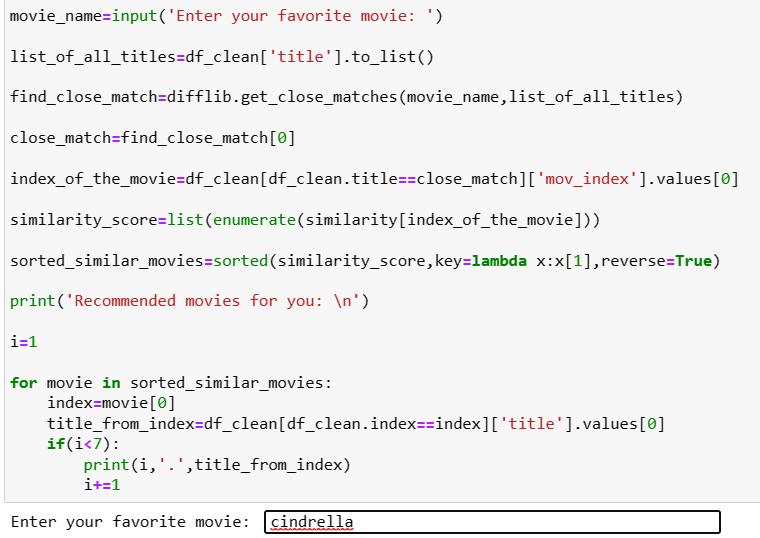 movie_name=input('Enter your favorite movie: ')
list_of_all_titles=df_clean['title'].to_list()
find_close_match=difflib.get_close_matches(movie_name,list_of_all_titles)
close_match=find_close_match[0]
index_of_the_movie=df_clean[df_clean.title==close_match]['mov_index'].values[0]
similarity_score=list(enumerate(similarity[index_of_the_movie]))
sorted_similar_movies=sorted(similarity_score,key=lambda x:x[1],reverse=True)
print('Recommended movies for you: \n')
i=1
for movie in sorted_similar_movies:
    index=movie[0]
    title_from_index=df_clean[df_clean.index==index]['title'].values[0]
    if(i<7):
        print(i,'.',title_from_index)
        i+=1
Enter your favorite movie: cindrella